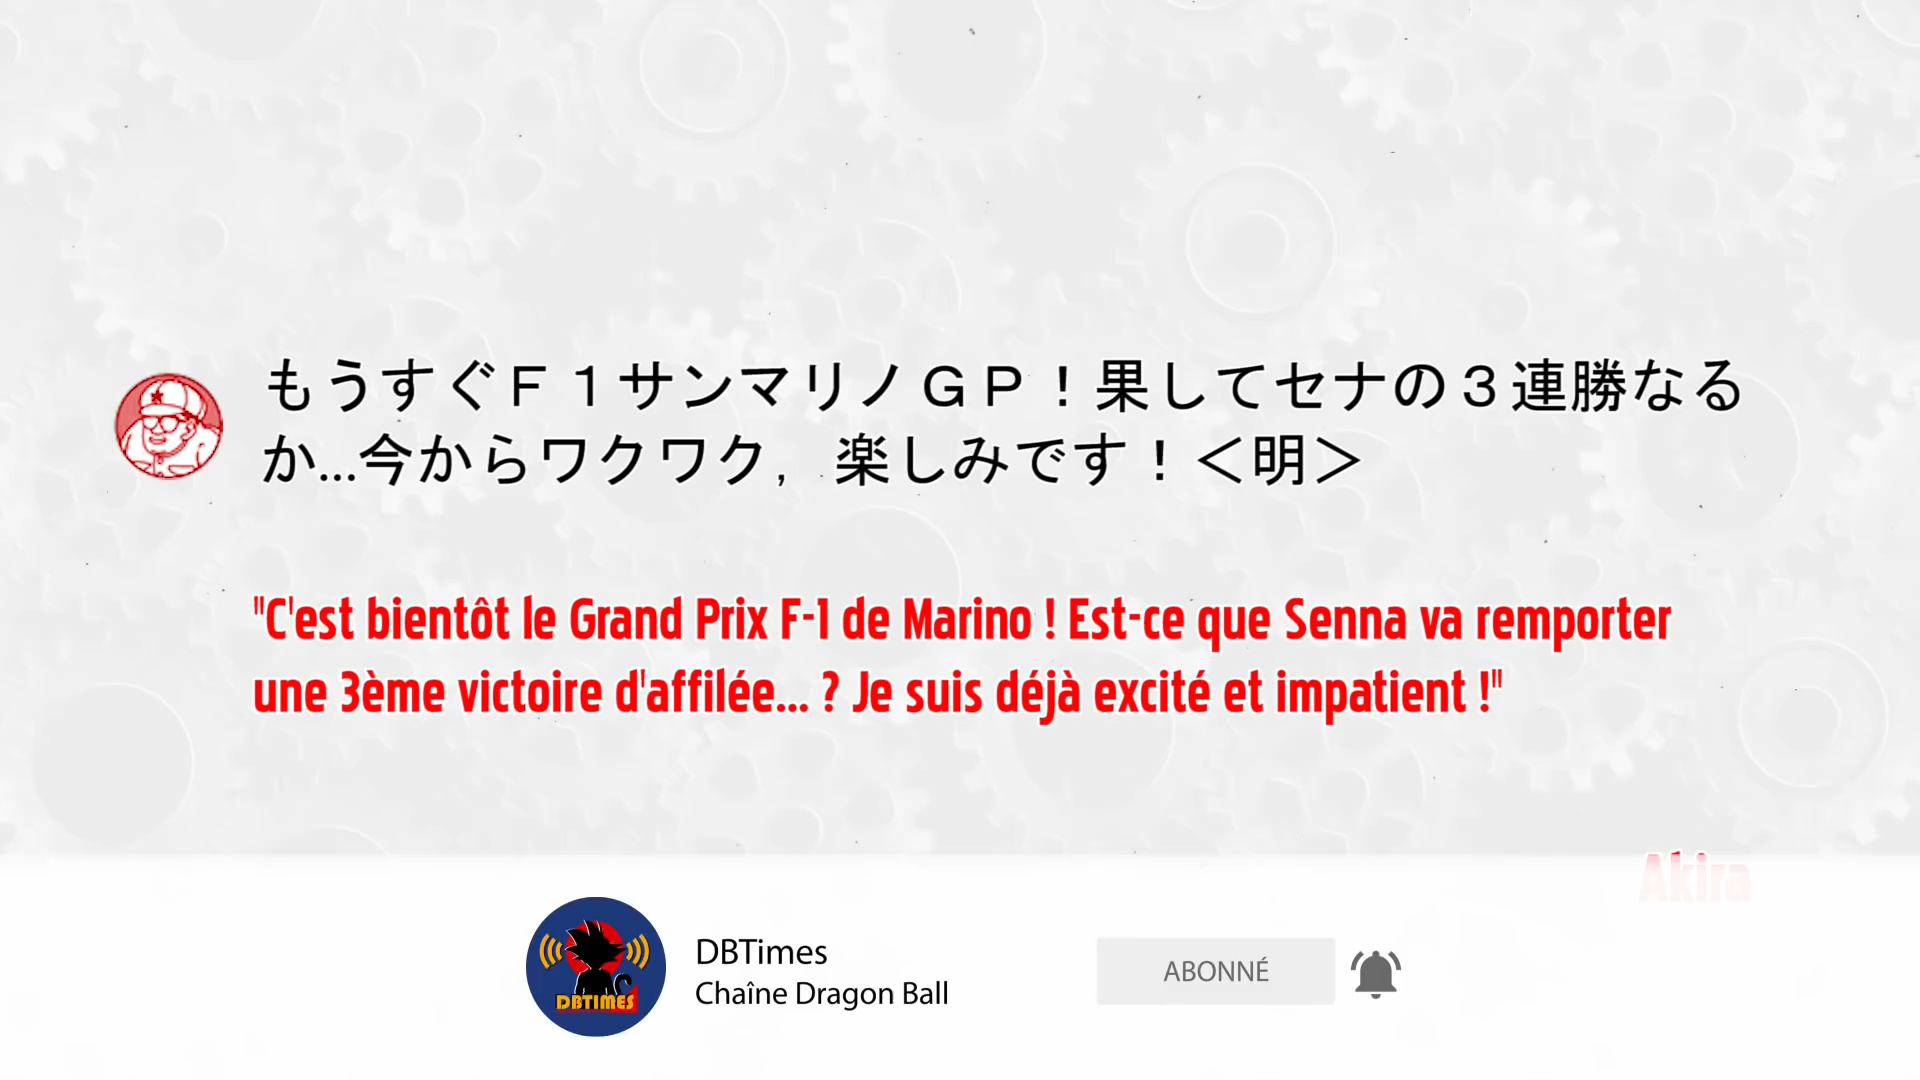 もうすぐＦ１サンマリノＧＰ！果してセナの３連勝なる
か...今からワクワク，楽しみです！＜明＞
"C'est bientôt le Grand Prix F-1 de Marino ! Est-ce que Senna va remporter
une 3ème victoire d'affilée... ? Je suis déjà excité et impatient !"
Akira
DBTIMES
DBTimes
Chaîne Dragon Ball
ABONNÉ